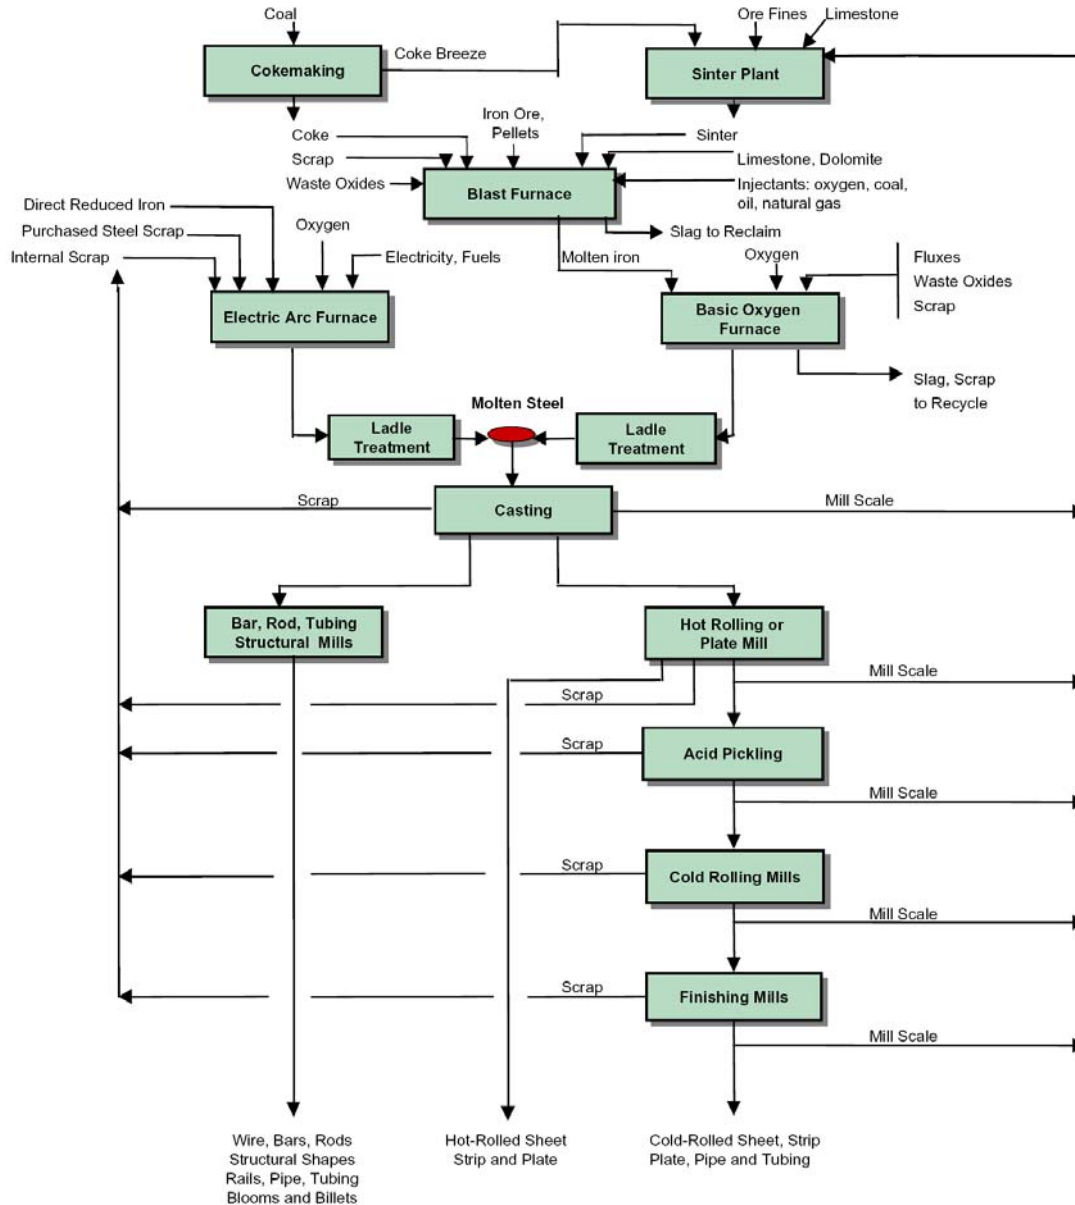 Coal
Ore Fines
Limestone
Cokemaking
Coke Breeze
Sinter Plant
Coke
Iron Ore,
Pellets
Sinter
Scrap
Limestone, Dolomite
Waste Oxides
Blast Furnace
Injectants: oxygen, coal,
oil, natural gas
Direct Reduced Iron
Purchased Steel Scrap
Oxygen
Slag to Reclaim
Internal Scrap
Electricity, Fuels
Molten iron
Oxygen
Fluxes
Waste Oxides
Scrap
Electric Arc Furnace
Basic Oxygen
Furnace
Slag, Scrap
to Recycle
Molten Steel
Ladle
Treatment
Ladle
Treatment
Scrap
Casting
Mill Scale
Bar, Rod, Tubing
Structural Mills
Hot Rolling or
Plate Mill
Mill Scale
Scrap
Scrap
Acid Pickling
Mill Scale
Scrap
Cold Rolling Mills
Mill Scale
Scrap
Finishing Mills
Mill Scale
Wire, Bars, Rods
Structural Shapes
Rails, Pipe, Tubing
Blooms and Billets
Hot-Rolled Sheet
Strip and Plate
Cold-Rolled Sheet, Strip
Plate, Pipe and Tubing